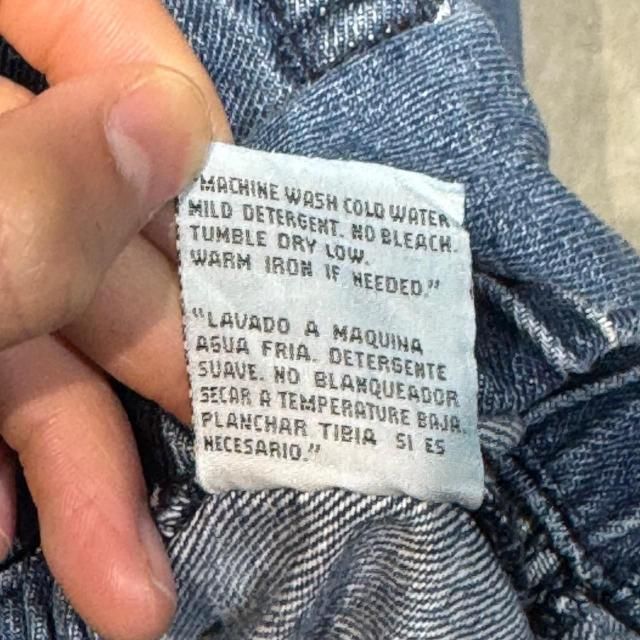 "MACHINE WASH COLD WATER
MILD DETERGENT. NO BLEACH
TUMBLE DRY LOW.
WARM IRON IF NEEDED."
"LAVADO A MAQUINA
AGUA FRIA. DETERGENTE
SUAVE. NO BLANQUEADOR
SECAR A TEMPERATURE BAJA.
PLANCHAR TIBIA SI ES
NECESARIO."